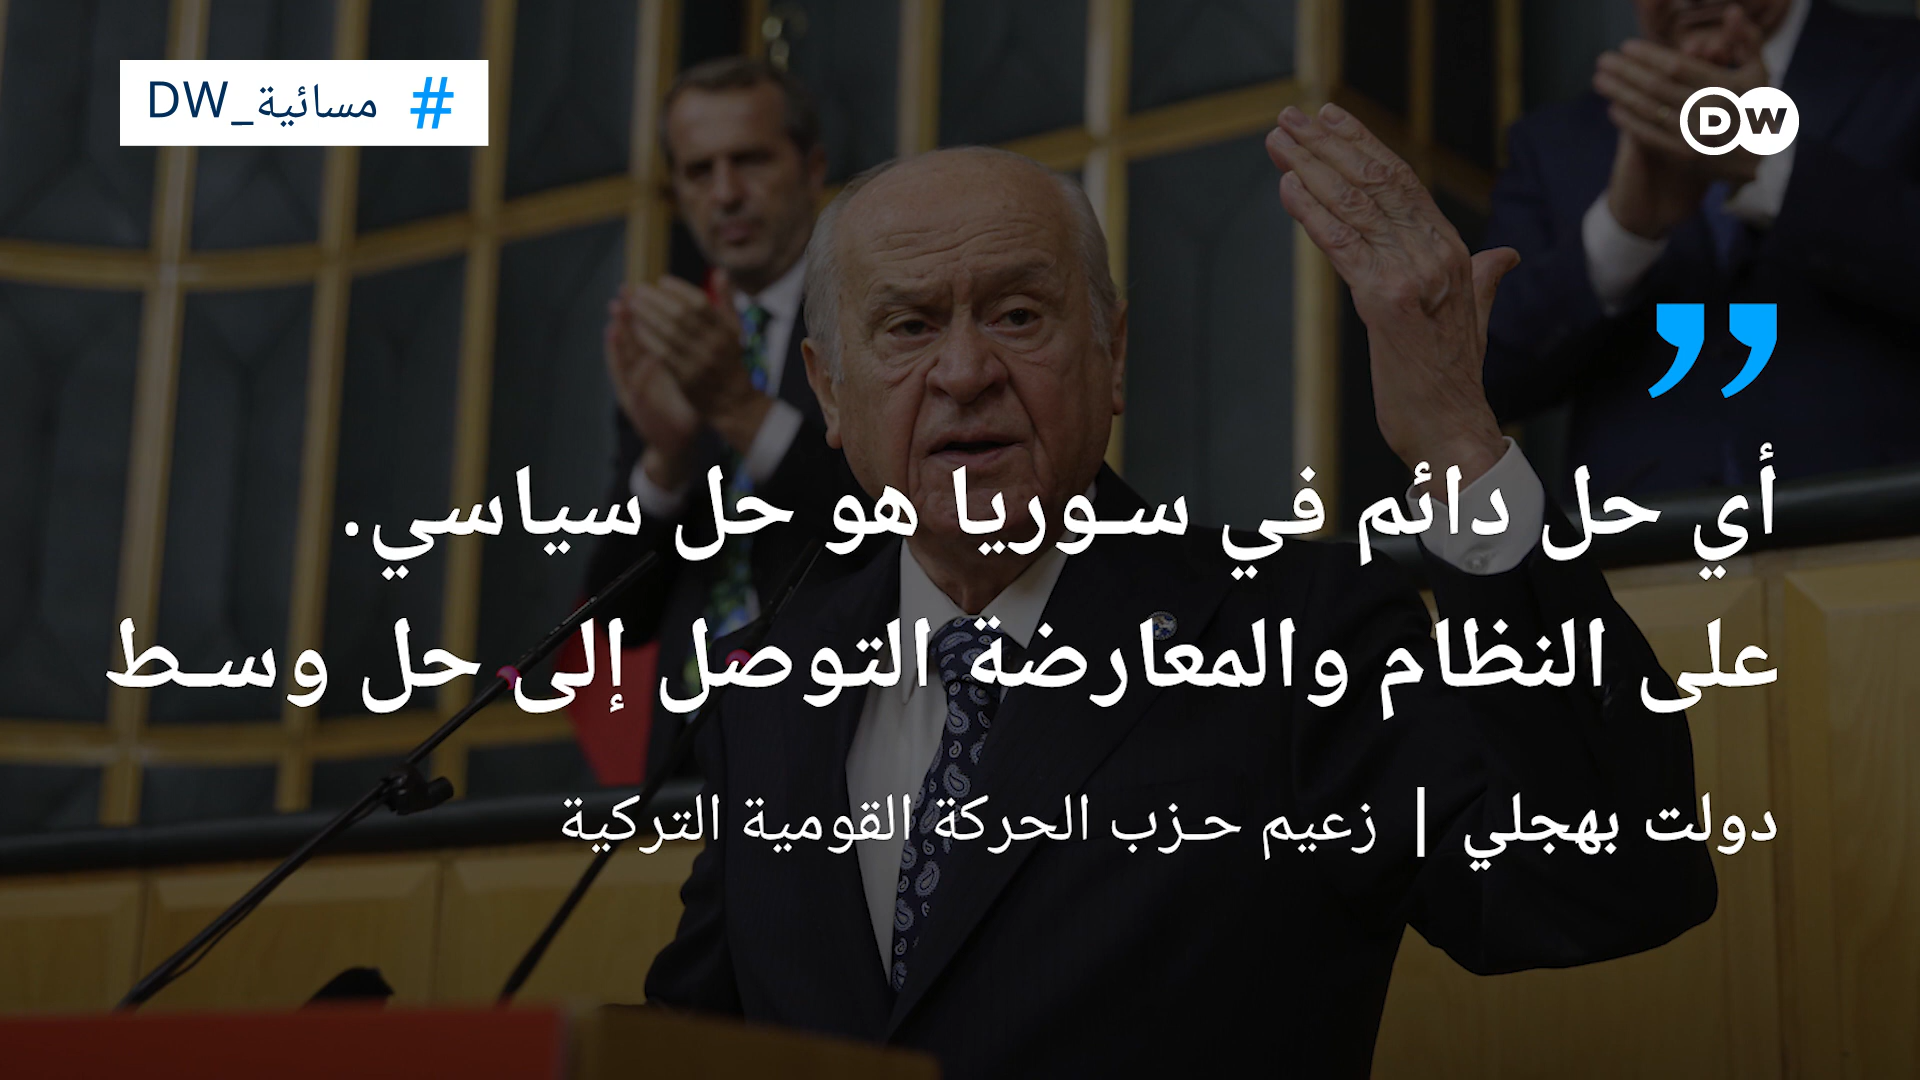 # مسائية_DW
DW
أي حل دائم في سوريا هو حل سياسي.
على النظام والمعارضة التوصل إلى حل وسط
دولت بهجلي | زعيم حزب الحركة القومية التركية